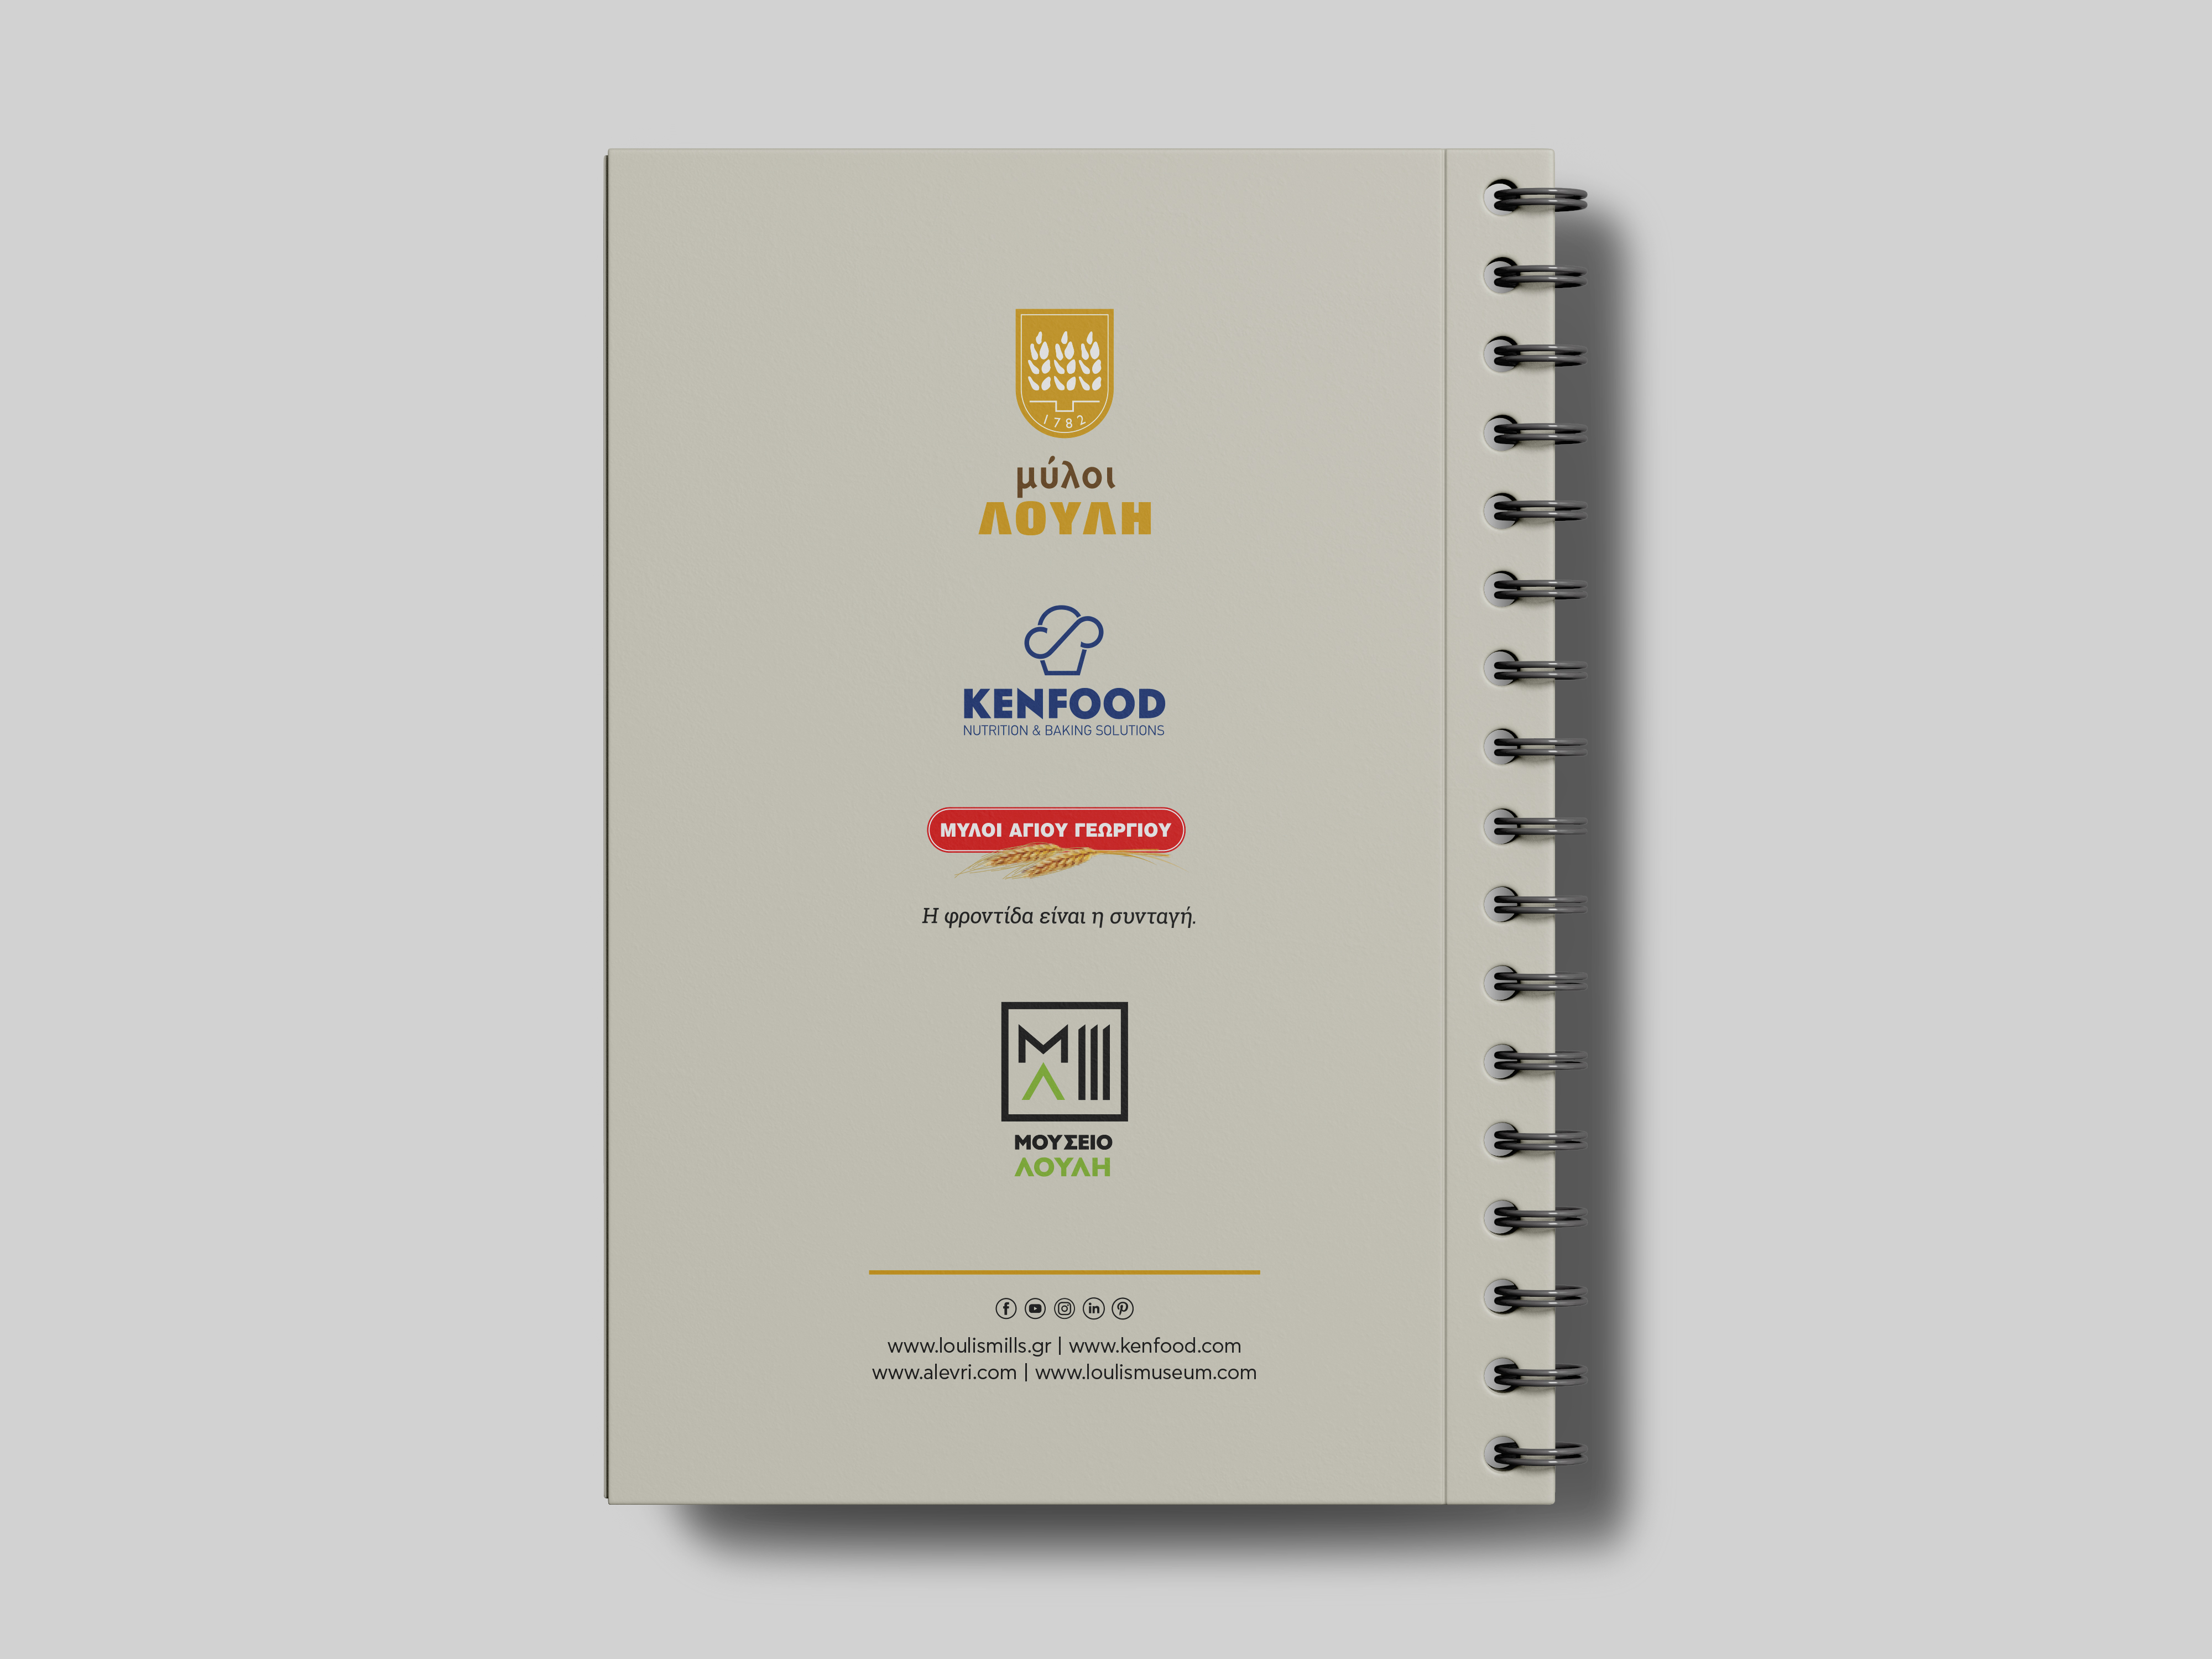 1782
μύλοι
ΛΟΥΛΗ
KENFOOD
NUTRITION & BAKING SOLUTIONS
ΜΥΛΟΙ ΑΓΙΟΥ ΓΕΩΡΓΙΟΥ
Η φροντίδα είναι η συνταγή.
ΜΛ
ΜΟΥΣΕΙΟ
ΛΟΥΛΗ
www.loulismills.gr | www.kenfood.com
www.alevri.com | www.loulismuseum.com